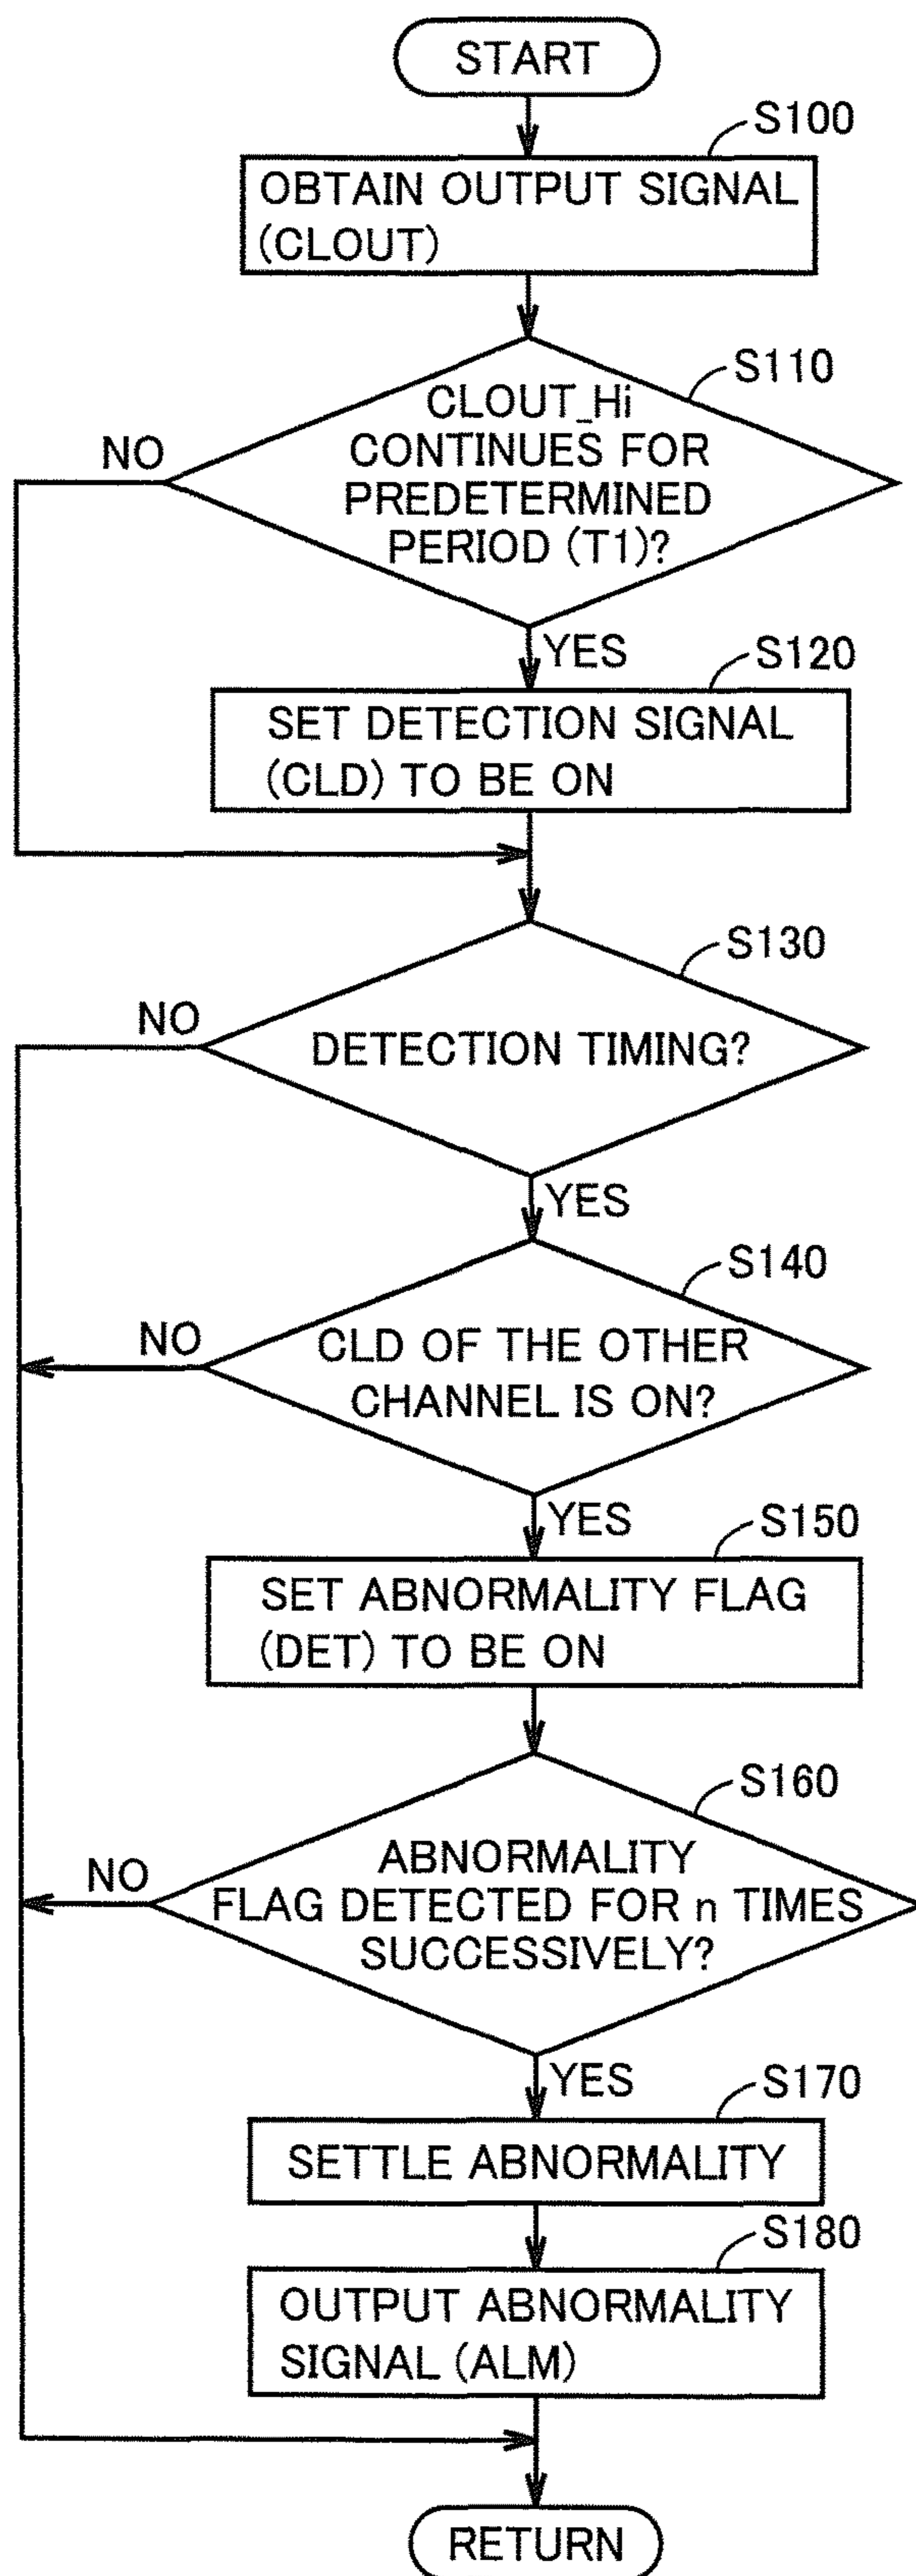 START
S100
OBTAIN OUTPUT SIGNAL
(CLOUT)
S110
CLOUT_Hi
CONTINUES FOR
PREDETERMINED
PERIOD (T1)?
NO
YES
S120
SET DETECTION SIGNAL
(CLD) TO BE ON
S130
NO
DETECTION TIMING?
YES
S140
NO
CLD OF THE OTHER
CHANNEL IS ON?
YES
S150
SET ABNORMALITY FLAG
(DET) TO BE ON
S160
NO
ABNORMALITY
FLAG DETECTED FOR n TIMES
SUCCESSIVELY?
YES
S170
SETTLE ABNORMALITY
S180
OUTPUT ABNORMALITY
SIGNAL (ALM)
RETURN